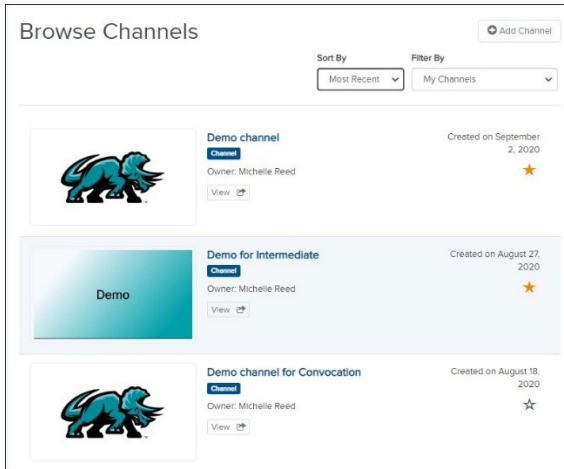 Browse Channels
Add Channel
Sort By
Filter By
Most Recent
My Channels
Demo channel
Channel
Owner: Michelle Reed
View
Created on September
2, 2020
Demo
Demo for Intermediate
Channel
Owner: Michelle Reed
View
Created on August 27,
2020
Demo channel for Convocation
Channel
Owner: Michelle Reed
View
Created on August 18,
2020